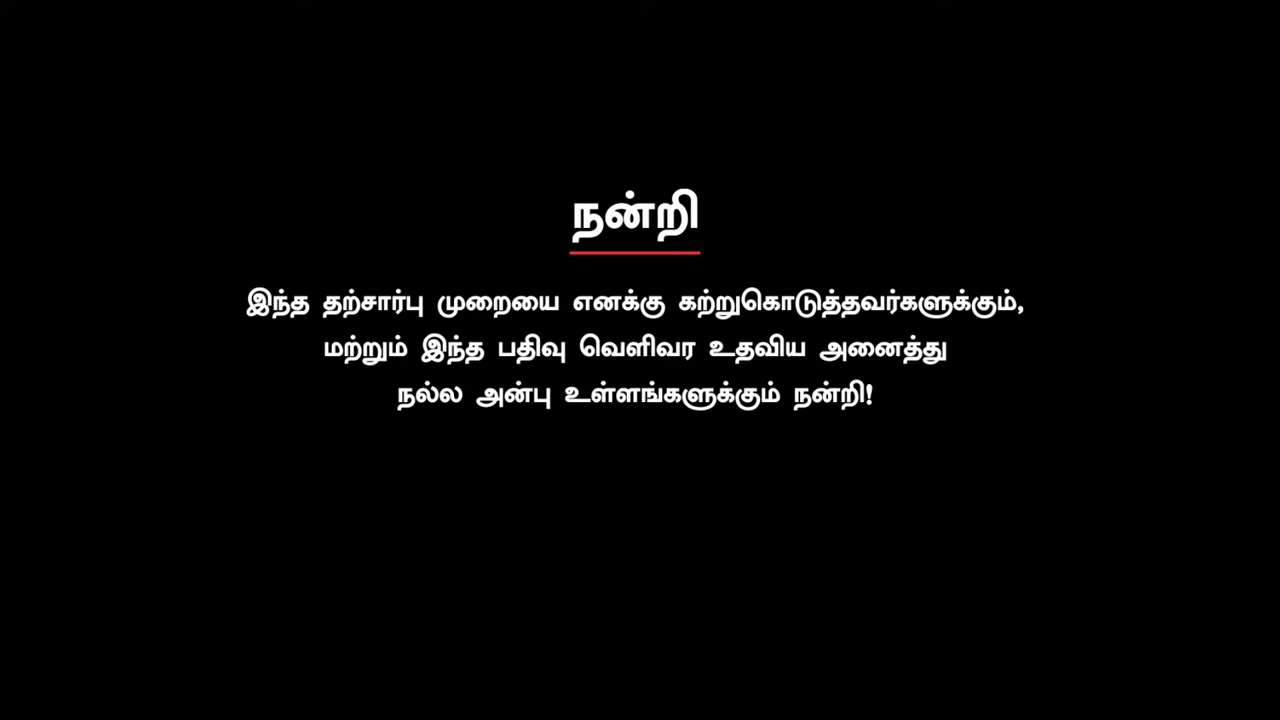 நன்றி
இந்த தற்சார்பு முறையை எனக்கு கற்றுகொடுத்தவர்களுக்கும்,
மற்றும் இந்த பதிவு வெளிவர உதவிய அனைத்து
நல்ல அன்பு உள்ளங்களுக்கும் நன்றி!